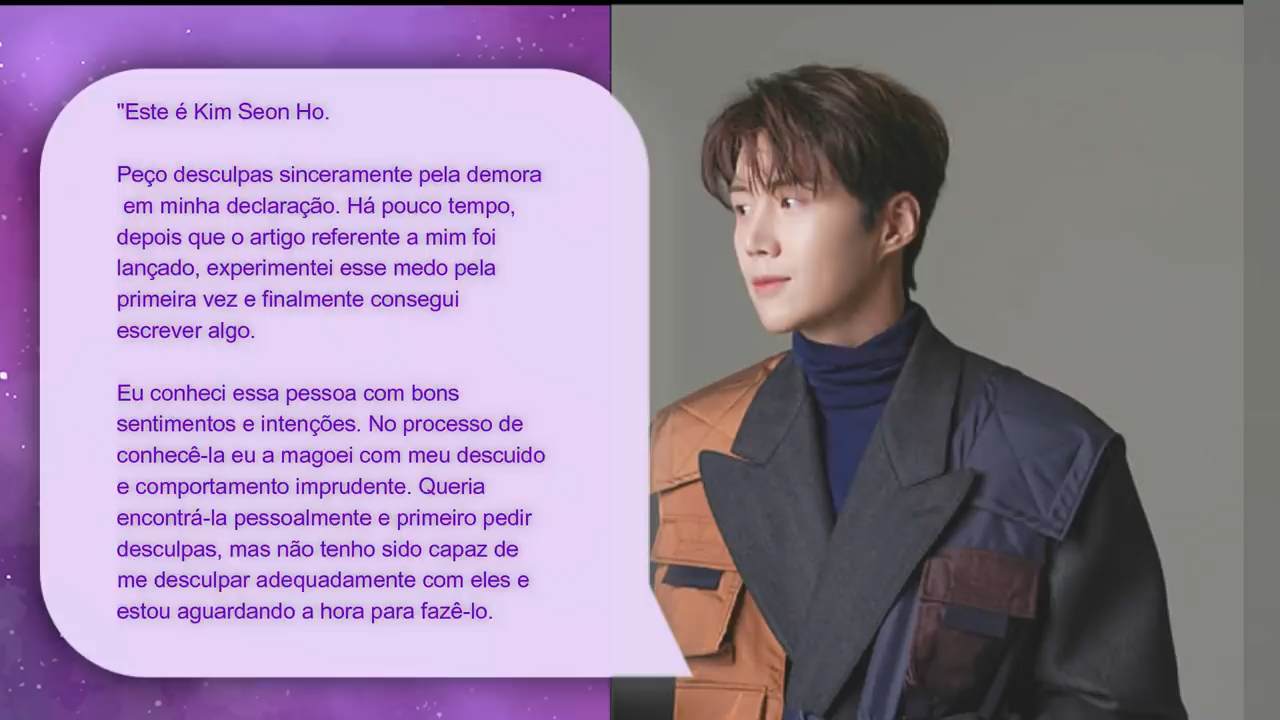 "Este é Kim Seon Ho.
Peço desculpas sinceramente pela demora
em minha declaração. Há pouco tempo,
depois que o artigo referente a mim foi
lançado, experimentei esse medo pela
primeira vez e finalmente consegui
escrever algo.
Eu conheci essa pessoa com bons
sentimentos e intenções. No processo de
conhecê-la eu a magoei com meu descuido
e comportamento imprudente. Queria
encontrá-la pessoalmente e primeiro pedir
desculpas, mas não tenho sido capaz de
me desculpar adequadamente com eles e
estou aguardando a hora para fazê-lo.